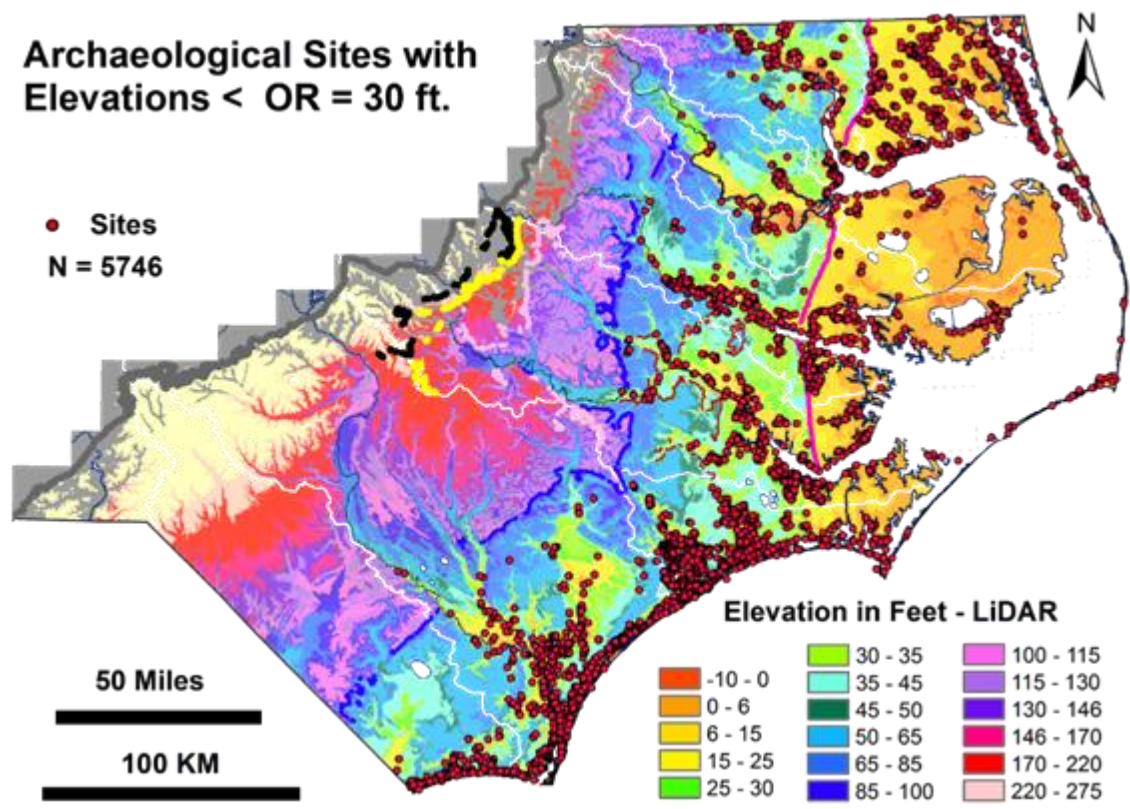 Archaeological Sites with
Elevations < OR = 30 ft.
N
Sites
N = 5746
50 Miles
100 KM
Elevation in Feet - LiDAR
-10 - 0
0 - 6
6 - 15
15 - 25
25 - 30
30 - 35
35 - 45
45 - 50
50 - 65
65 - 85
85 - 100
100 - 115
115 - 130
130 - 146
146 - 170
170 - 220
220 - 275